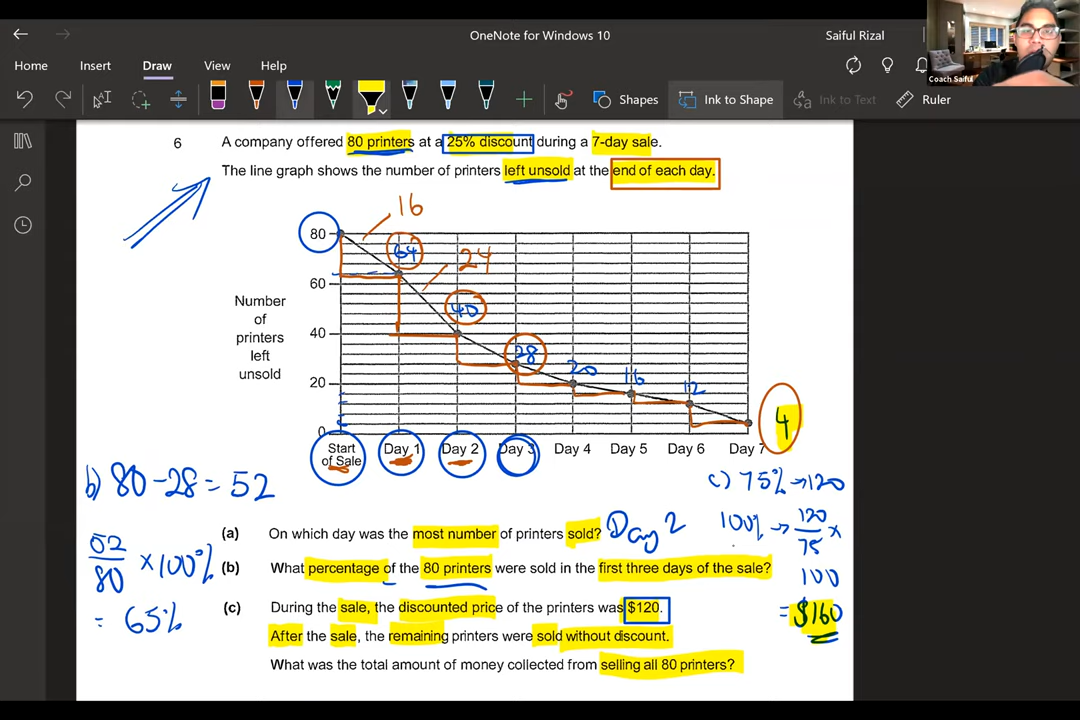 OneNote for Windows 10
Saiful Rizal
Coach Saiful
Home Insert Draw View Help
Shapes
Ink to Shape
Ink to Text
Ruler
6 A company offered 80 printers at a 25% discount during a 7-day sale.
The line graph shows the number of printers left unsold at the end of each day.
16
80
64
24
60
Number
of
printers
left
unsold
40
40
28
20
20
16
12
4
0
Start of Sale
Day 1
Day 2
Day 3
Day 4
Day 5
Day 6
Day 7
b) 80 - 28 = 52
52/80 × 100%
= 65%
c) 75% → 120
100% → 120/75 × 100
= $160
(a) On which day was the most number of printers sold? Day 2
(b) What percentage of the 80 printers were sold in the first three days of the sale?
(c) During the sale, the discounted price of the printers was $120.
After the sale, the remaining printers were sold without discount.
What was the total amount of money collected from selling all 80 printers?